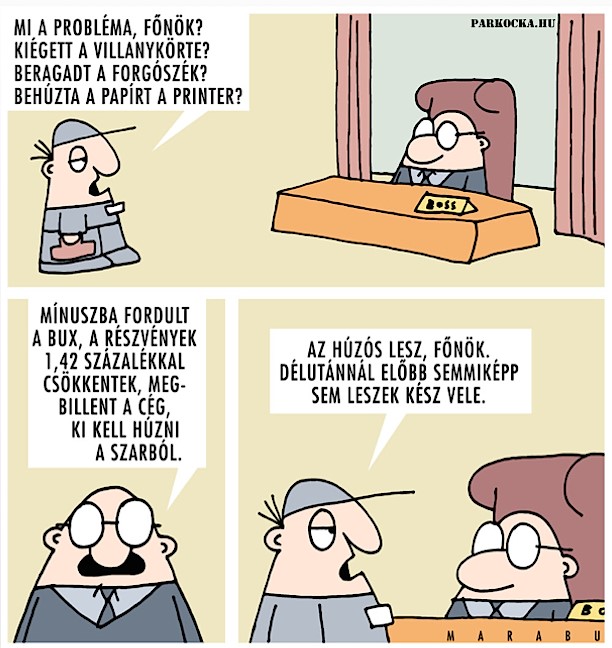 MI A PROBLÉMA, FŐNÖK?
KIÉGETT A VILLANYKÖRTE?
BERAGADT A FORGÓSZÉK?
BEHÚZTA A PAPÍRT A PRINTER?
PARKOCKA.HU
BOSS
MÍNUSZBA FORDULT
A BUX, A RÉSZVÉNYEK
1,42 SZÁZALÉKKAL
CSÖKKENTEK, MEG-
BILLENT A CÉG,
KI KELL HÚZNI
A SZARBÓL.
AZ HÚZÓS LESZ, FŐNÖK.
DÉLUTÁNNÁL ELŐBB SEMMIKÉPP
SEM LESZEK KÉSZ VELE.
BO
MARABU